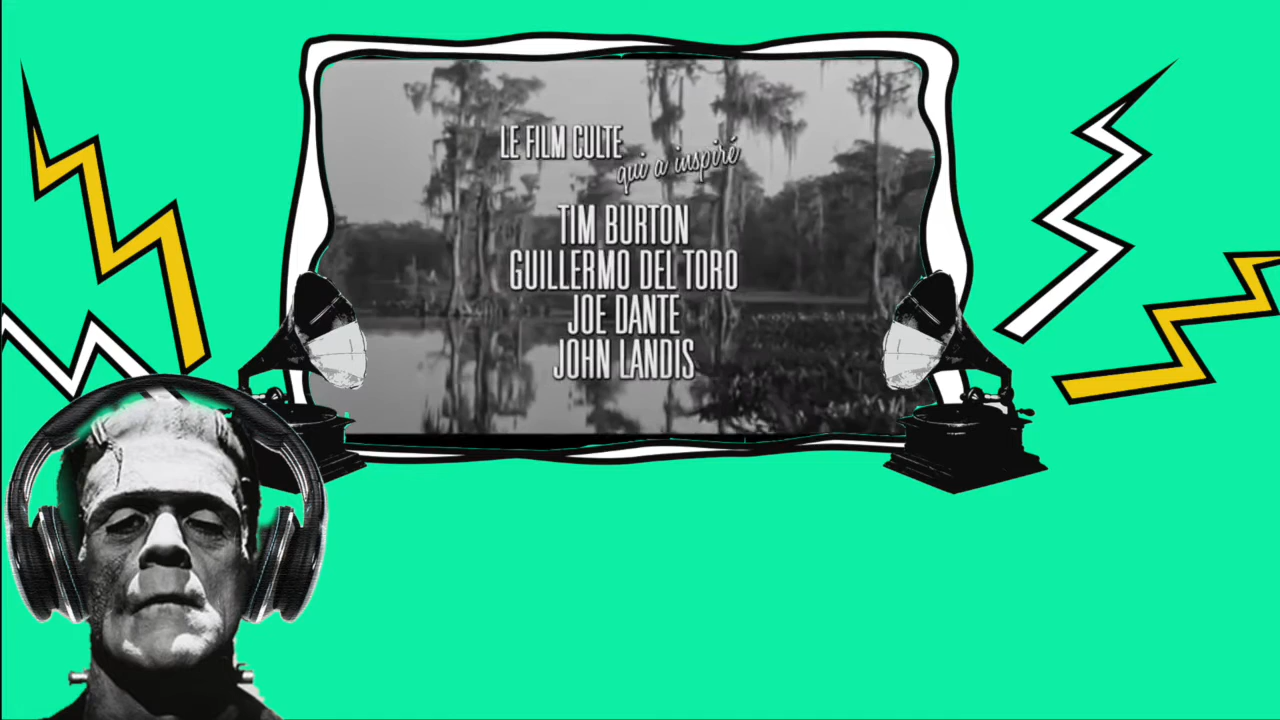 LE FILM CULTE
qui a inspiré
TIM BURTON
GUILLERMO DEL TORO
JOE DANTE
JOHN LANDIS